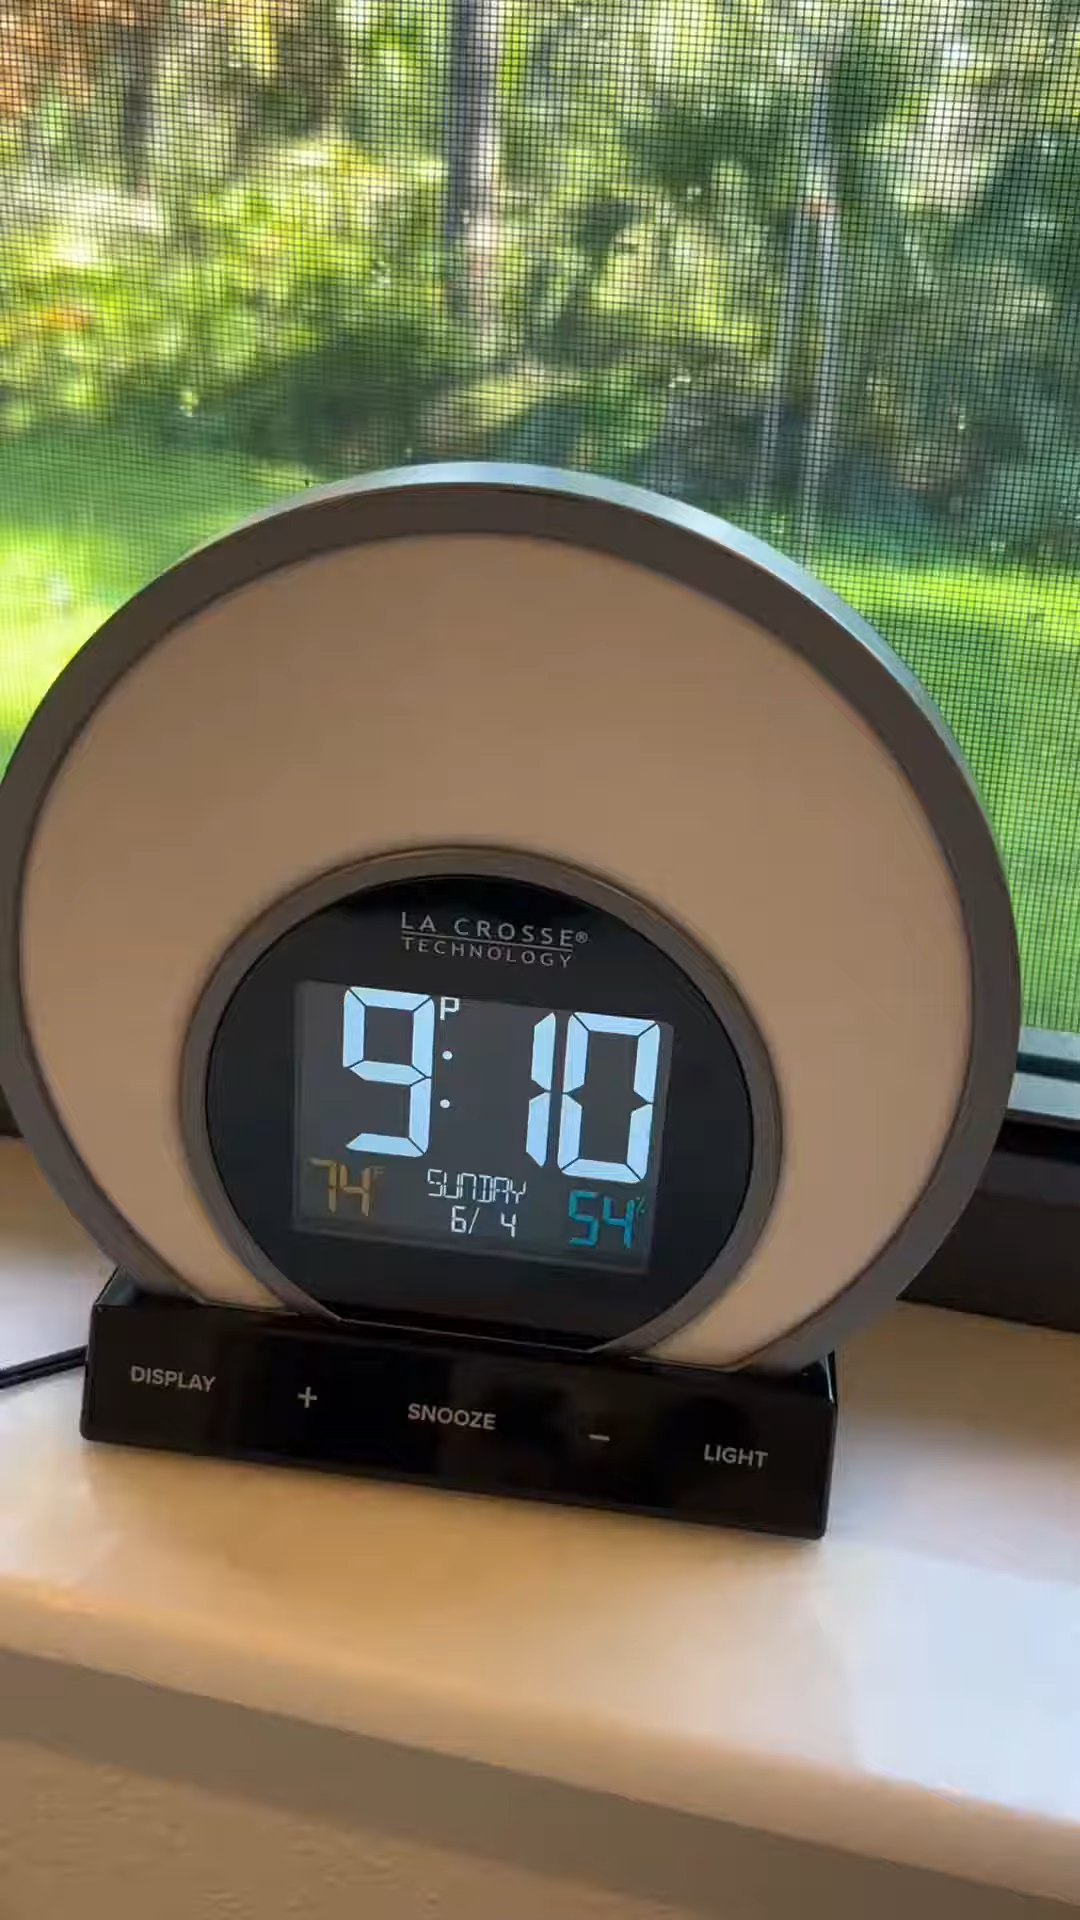 LA CROSSE®
TECHNOLOGY
9:10 P
SUNDAY
74°F 6/ 4 54%
DISPLAY + SNOOZE - LIGHT